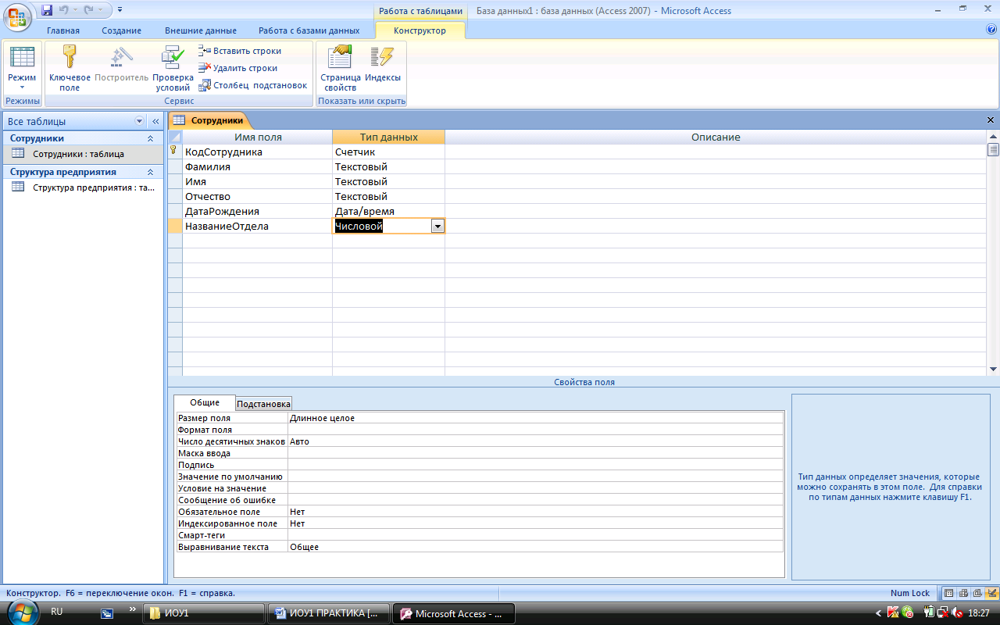 Работа с таблицами
База данных1 : база данных (Access 2007) - Microsoft Access
Главная
Создание
Внешние данные
Работа с базами данных
Конструктор
Режим
Ключевое поле
Построитель
Проверка условий
Вставить строки
Удалить строки
Столбец подстановок
Страница свойств
Индексы
Режимы
Сервис
Показать или скрыть
Все таблицы
Сотрудники
Сотрудники : таблица
Структура предприятия
Структура предприятия : та...
Сотрудники
Имя поля Тип данных Описание
КодСотрудника Счетчик
Фамилия Текстовый
Имя Текстовый
Отчество Текстовый
ДатаРождения Дата/время
НазваниеОтдела Числовой
Свойства поля
Общие Подстановка
Размер поля Длинное целое
Формат поля
Число десятичных знаков Авто
Маска ввода
Подпись
Значение по умолчанию
Условие на значение
Сообщение об ошибке
Обязательное поле Нет
Индексированное поле Нет
Смарт-теги
Выравнивание текста Общее
Тип данных определяет значения, которые
можно сохранять в этом поле. Для справки
по типам данных нажмите клавишу F1.
Конструктор. F6 = переключение окон. F1 = справка.
Num Lock
RU
ИОУ1
ИОУ1 ПРАКТИКА [...
Microsoft Access - ...
18:27